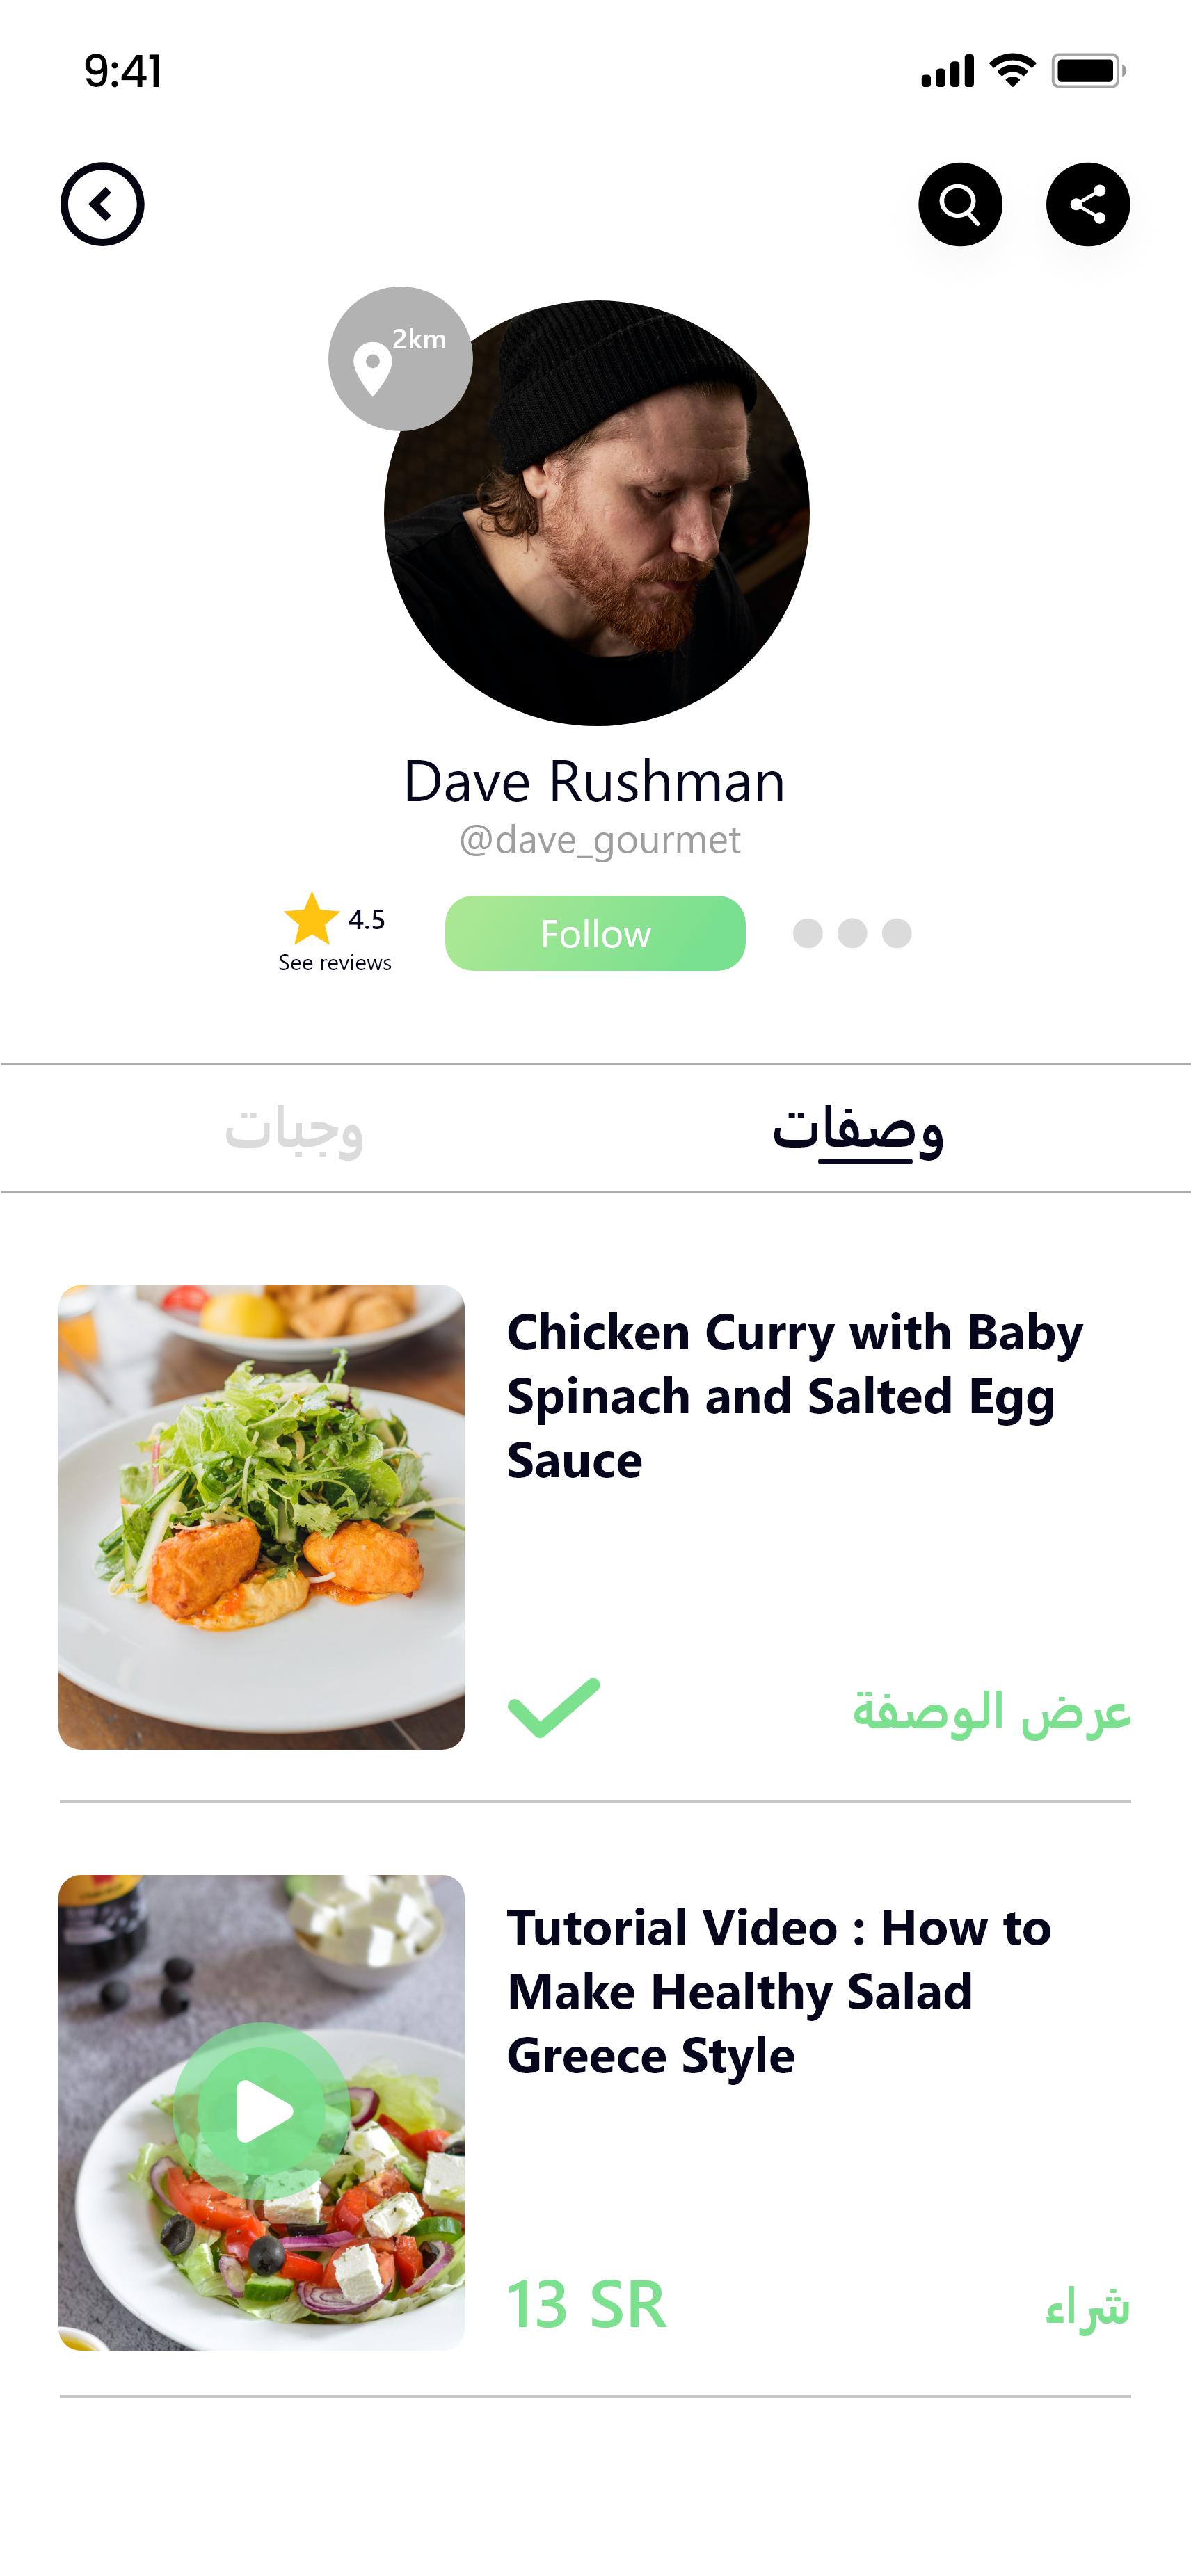 9:41
2km
Dave Rushman
@dave_gourmet
4.5
See reviews
Follow
وصفات
وجبات
Chicken Curry with Baby
Spinach and Salted Egg
Sauce
عرض الوصفة
Tutorial Video : How to
Make Healthy Salad
Greece Style
13 SR
شراء